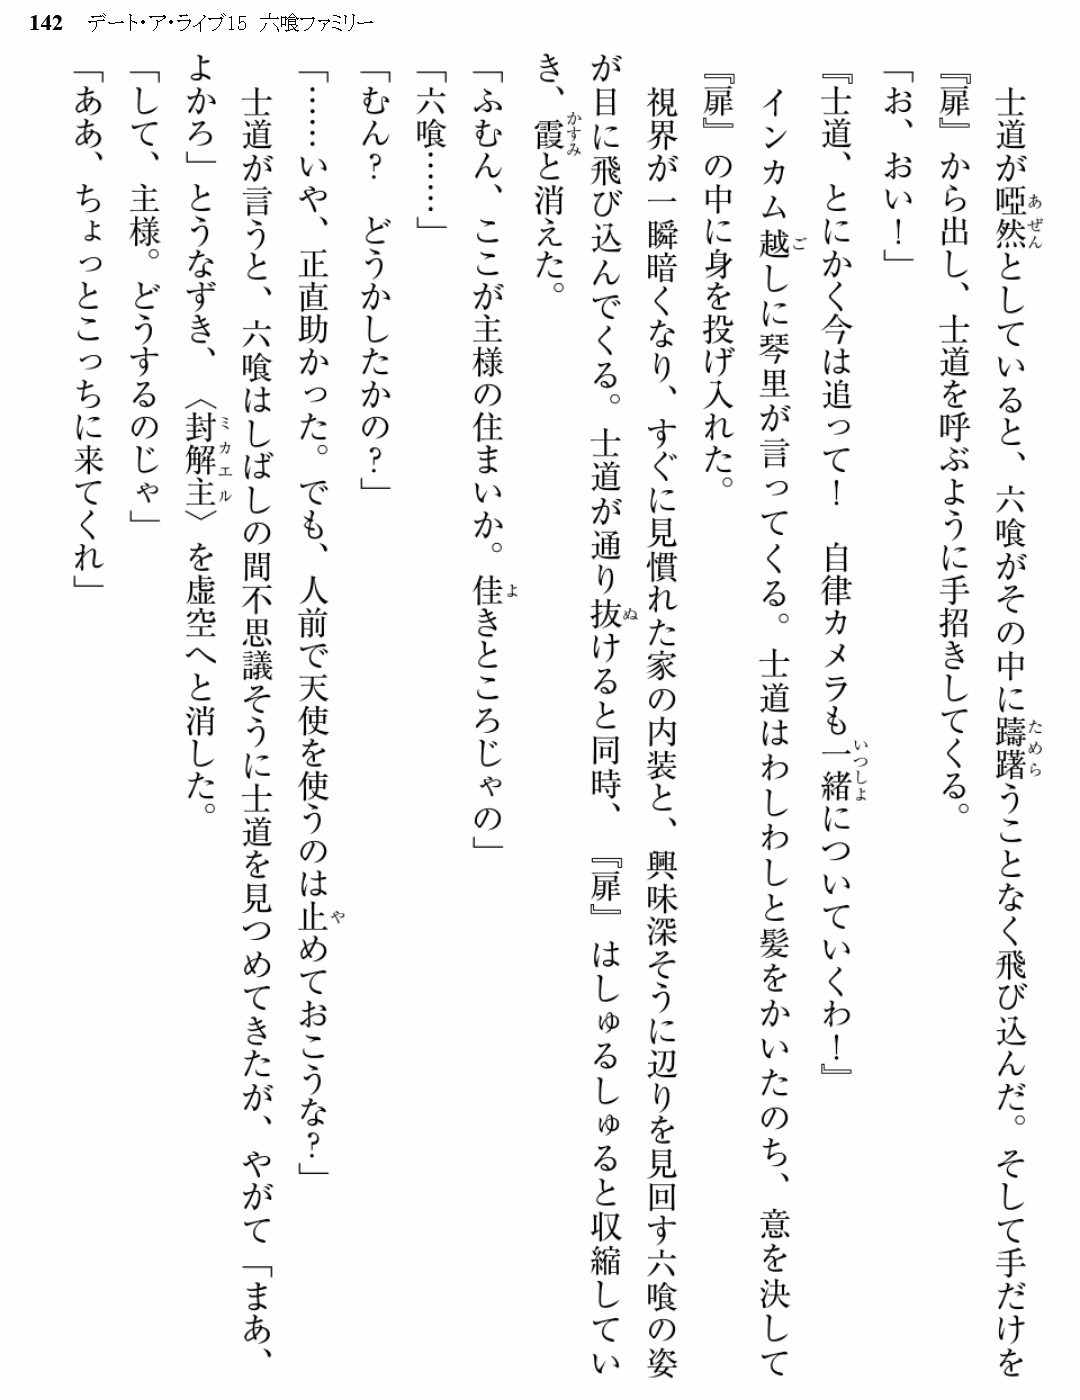 142 デート・ア・ライブ15 六喰ファミリー
士道が啞然としていると、六喰がその中に躊躇うことなく飛び込んだ。そして手だけを
『扉』から出し、士道を呼ぶように手招きしてくる。
「お、おい！」
『士道、とにかく今は追って！　自律カメラも一緒についていくわ！』
インカム越しに琴里が言ってくる。士道はわしわしと髪をかいたのち、意を決して
『扉』の中に身を投げ入れた。
視界が一瞬暗くなり、すぐに見慣れた家の内装と、興味深そうに辺りを見回す六喰の姿
が目に飛び込んでくる。士道が通り抜けると同時、『扉』はしゅるしゅると収縮してい
き、霞と消えた。
「ふむん、ここが主様の住まいか。佳きところじゃの」
「六喰……」
「むん？　どうかしたかの？」
「……いや、正直助かった。でも、人前で天使を使うのは止めておこうな？」
士道が言うと、六喰はしばしの間不思議そうに士道を見つめてきたが、やがて「まあ、
よかろ」とうなずき、〈封解主〉を虚空へと消した。
「して、主様。どうするのじゃ」
「ああ、ちょっとこっちに来てくれ」